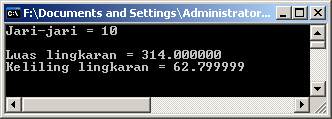 F:\Documents and Settings\Administrator...
Jari-jari = 10
Luas lingkaran = 314.000000
Keliling lingkaran = 62.799999